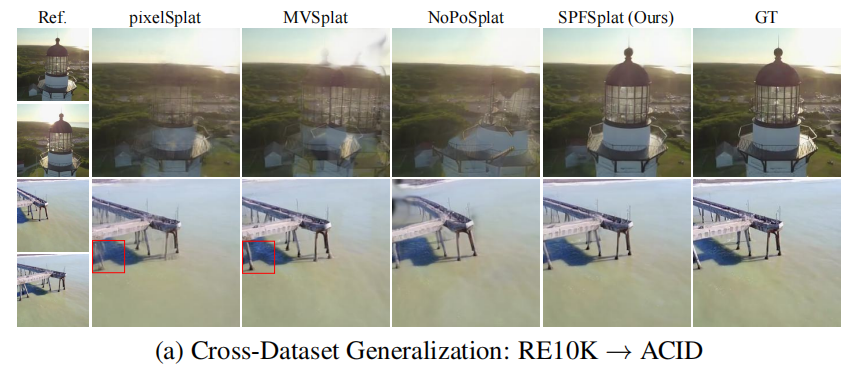 Ref. pixelSplat MVSplat NoPoSplat SPFSplat (Ours) GT
(a) Cross-Dataset Generalization: RE10K → ACID